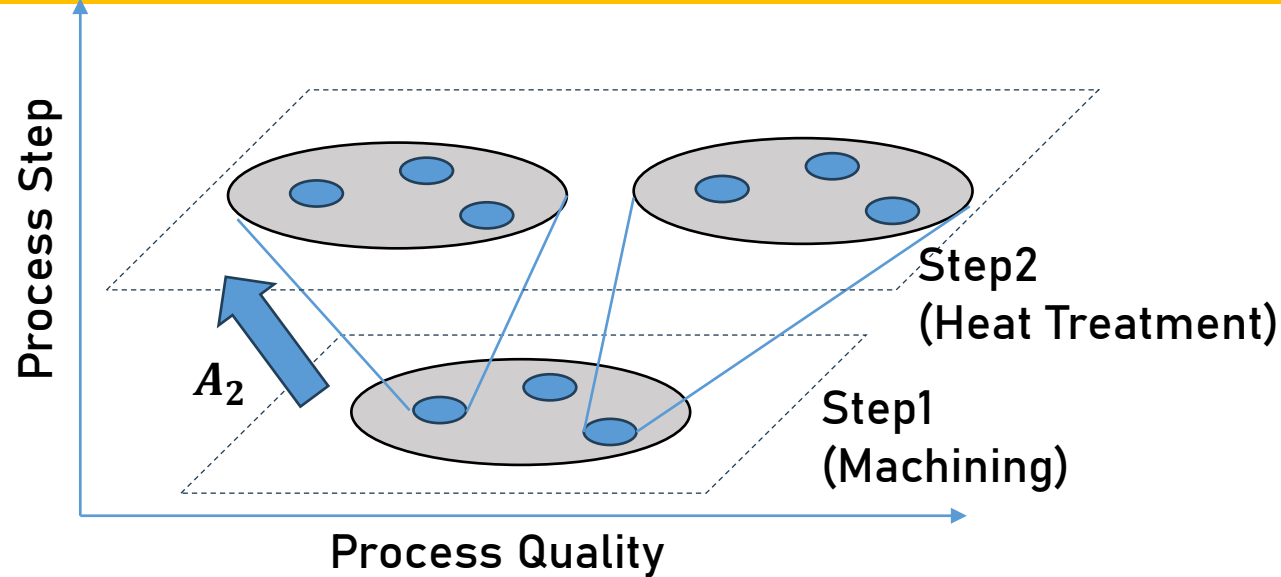 Process Step
Step2
(Heat Treatment)
A₂
Step1
(Machining)
Process Quality